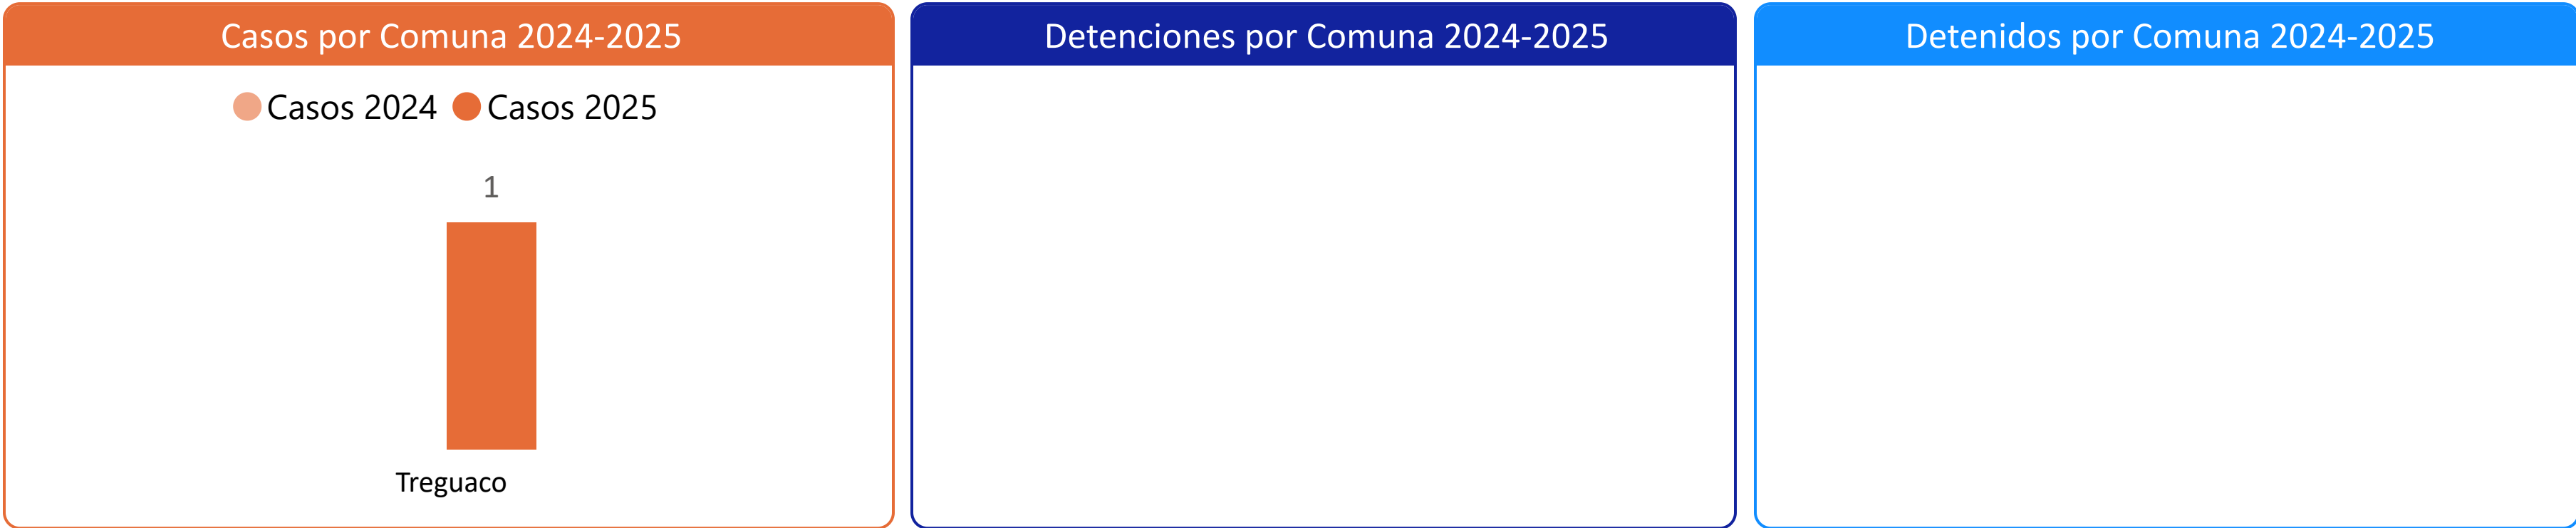 Casos por Comuna 2024-2025
Casos 2024 Casos 2025
1
Treguaco
Detenciones por Comuna 2024-2025
Detenidos por Comuna 2024-2025